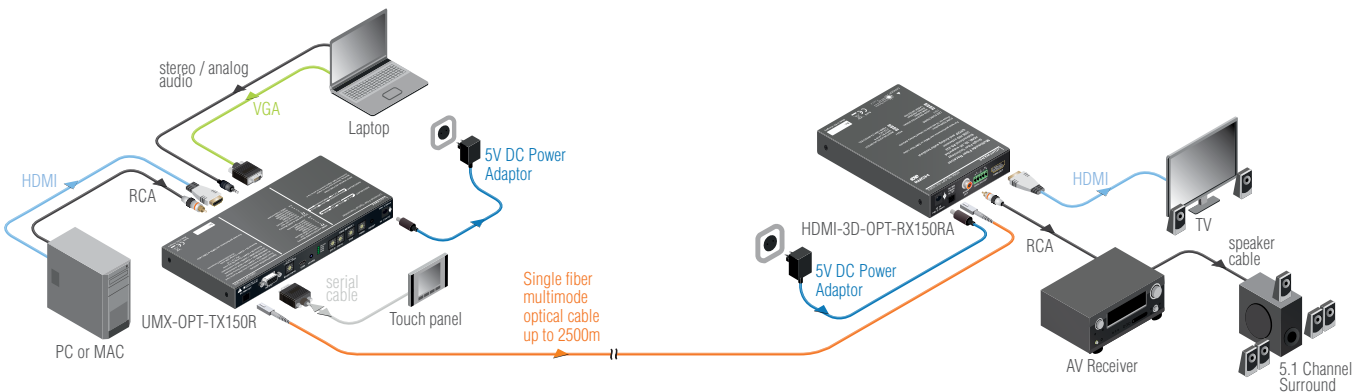 stereo / analog
audio
VGA
Laptop
HDMI
RCA
5V DC Power
Adaptor
serial
cable
Touch panel
UMX-OPT-TX150R
PC or MAC
Single fiber
multimode
optical cable
up to 2500m
HDMI-3D-OPT-RX150RA
5V DC Power
Adaptor
HDMI
TV
RCA
speaker
cable
AV Receiver
5.1 Channel
Surround